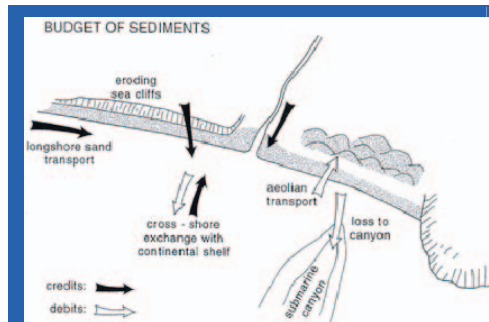 BUDGET OF SEDIMENTS
eroding
sea cliffs
longshore sand
transport
aeolian
transport
cross - shore
exchange with
continental shelf
loss to
canyon
submarine
canyon
credits:
debits: